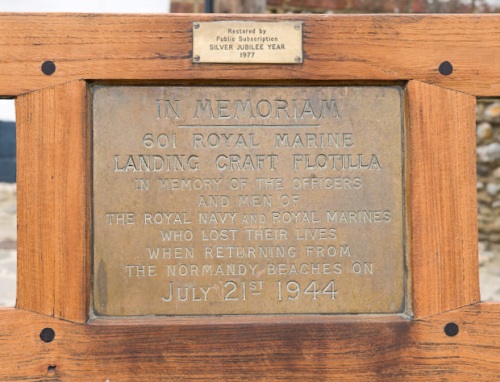 Restored by
Public Subscription
SILVER JUBILEE YEAR
1977
IN MEMORIAM
601 ROYAL MARINE
LANDING CRAFT FLOTILLA
IN MEMORY OF THE OFFICERS
AND MEN OF
THE ROYAL NAVY AND ROYAL MARINES
WHO LOST THEIR LIVES
WHEN RETURNING FROM
THE NORMANDY BEACHES ON
JULY 21ST 1944